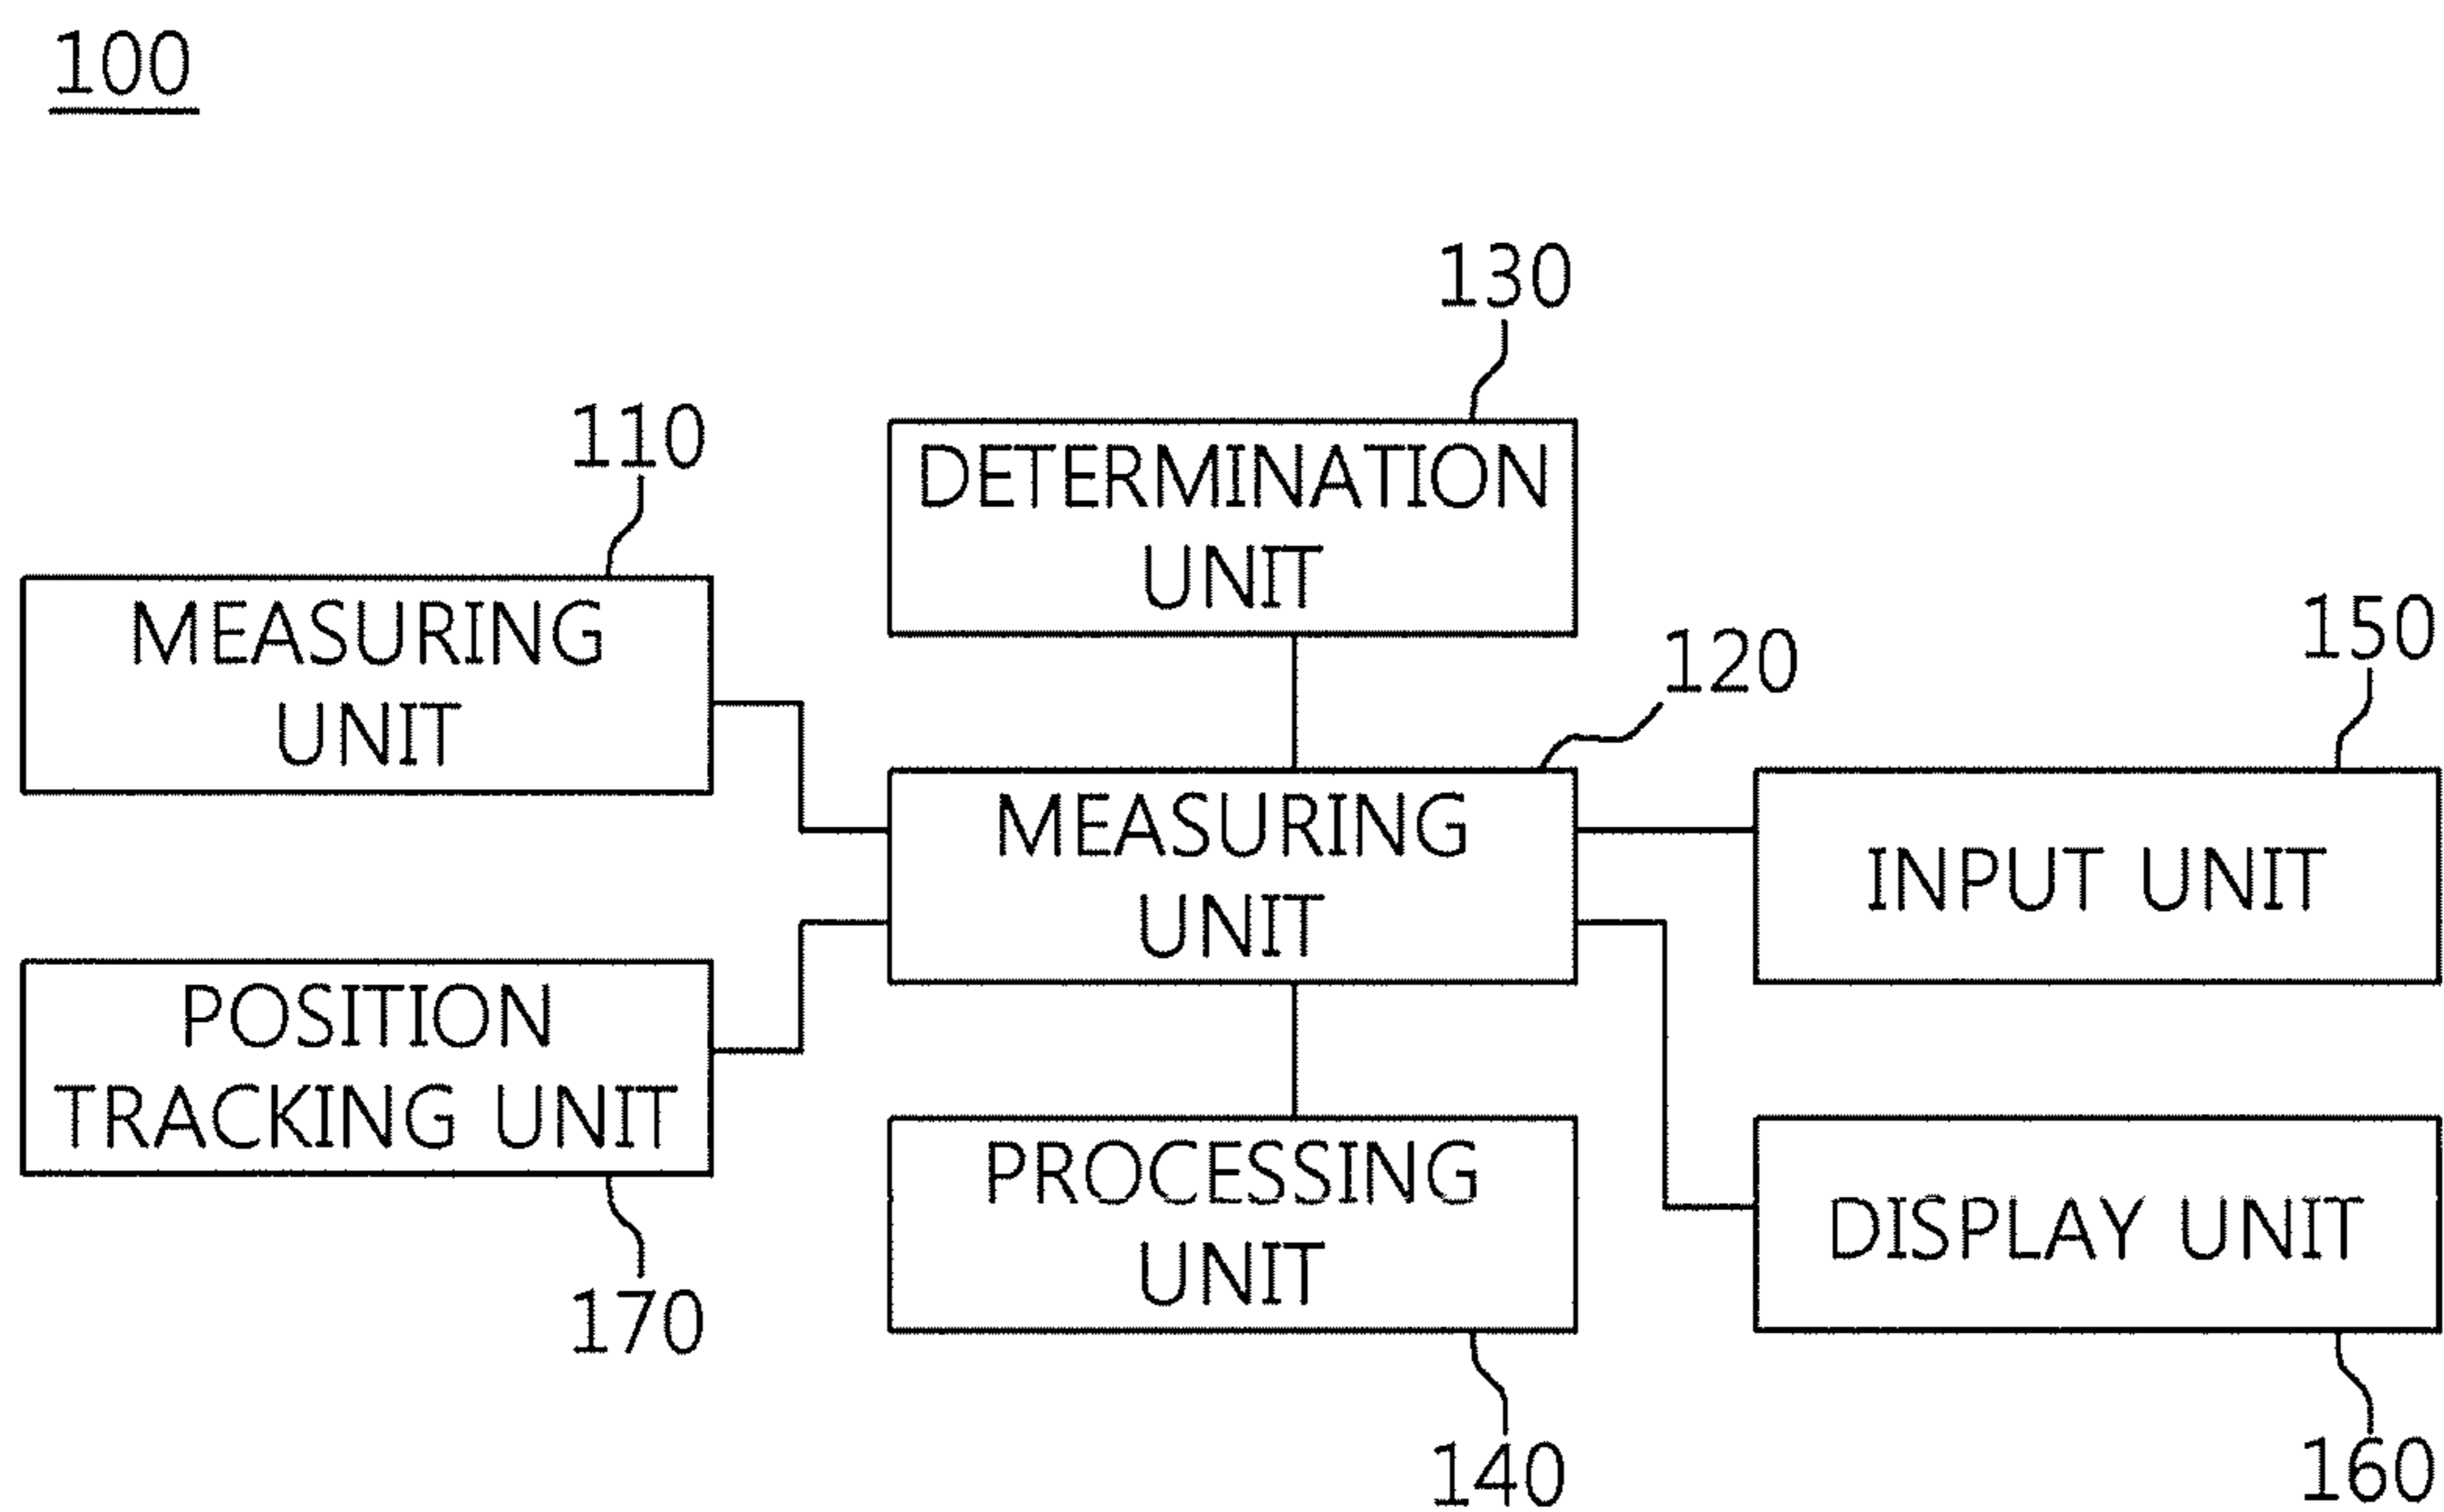 100
130
DETERMINATION
UNIT
110
MEASURING
UNIT
120
MEASURING
UNIT
150
INPUT UNIT
POSITION
TRACKING UNIT
170
PROCESSING
UNIT
140
DISPLAY UNIT
160